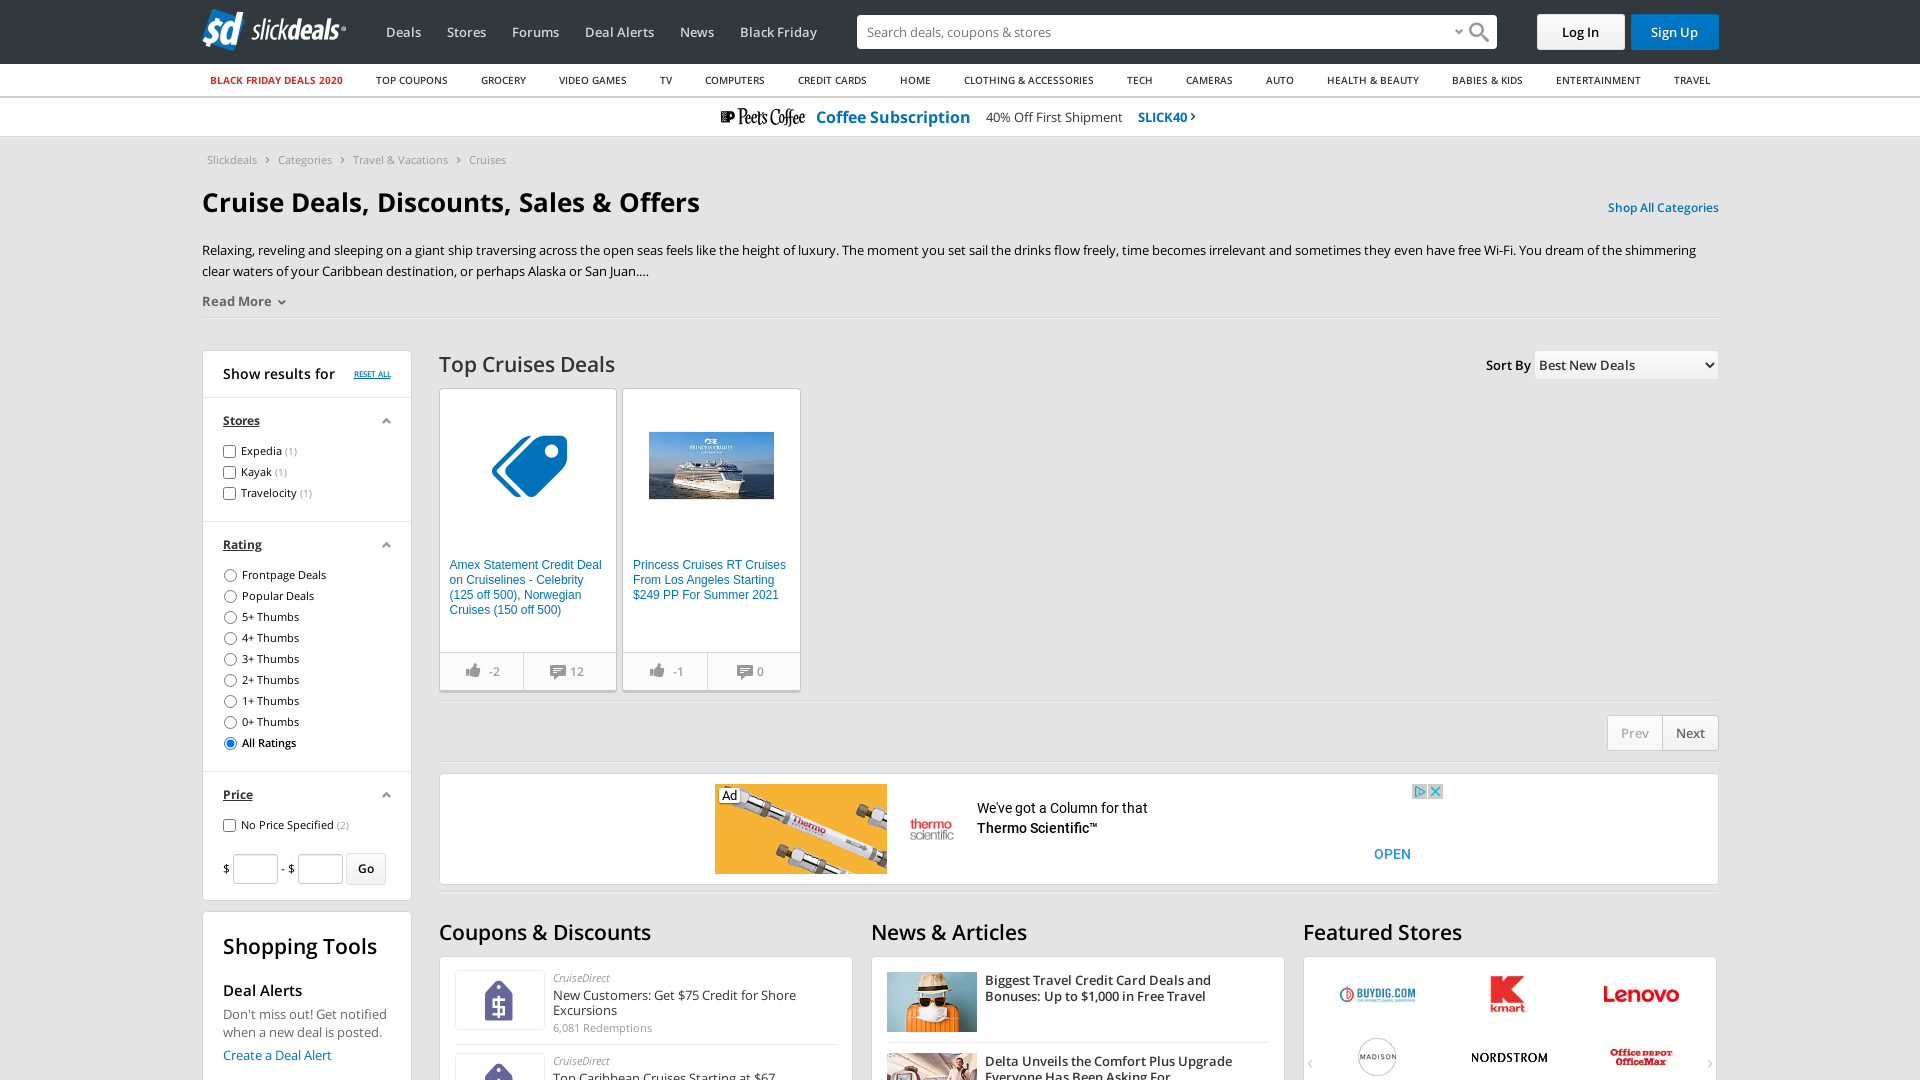 slickdeals
Deals
Stores
Forums
Deal Alerts
News
Black Friday
Search deals, coupons & stores
Log In
Sign Up
BLACK FRIDAY DEALS 2020
TOP COUPONS
GROCERY
VIDEO GAMES
TV
COMPUTERS
CREDIT CARDS
HOME
CLOTHING & ACCESSORIES
TECH
CAMERAS
AUTO
HEALTH & BEAUTY
BABIES & KIDS
ENTERTAINMENT
TRAVEL
Peet's Coffee Coffee Subscription 40% Off First Shipment SLICK40
Slickdeals > Categories > Travel & Vacations > Cruises
Cruise Deals, Discounts, Sales & Offers
Shop All Categories
Relaxing, reveling and sleeping on a giant ship traversing across the open seas feels like the height of luxury. The moment you set sail the drinks flow freely, time becomes irrelevant and sometimes they even have free Wi-Fi. You dream of the shimmering
clear waters of your Caribbean destination, or perhaps Alaska or San Juan.…
Read More
Show results for RESET ALL
Stores
Expedia (1)
Kayak (1)
Travelocity (1)
Rating
Frontpage Deals
Popular Deals
5+ Thumbs
4+ Thumbs
3+ Thumbs
2+ Thumbs
1+ Thumbs
0+ Thumbs
All Ratings
Price
No Price Specified (2)
$ - $ Go
Shopping Tools
Deal Alerts
Don't miss out! Get notified
when a new deal is posted.
Create a Deal Alert
Top Cruises Deals
Sort By Best New Deals
Amex Statement Credit Deal
on Cruiselines - Celebrity
(125 off 500), Norwegian
Cruises (150 off 500)
-2 12
PRINCESS CRUISES
Princess Cruises RT Cruises
From Los Angeles Starting
$249 PP For Summer 2021
-1 0
Prev Next
Ad
Thermo
thermo
scientific
We've got a Column for that
Thermo Scientific™
OPEN
Coupons & Discounts
CruiseDirect
New Customers: Get $75 Credit for Shore
Excursions
6,081 Redemptions
CruiseDirect
Top Caribbean Cruises Starting at $67
News & Articles
Biggest Travel Credit Card Deals and
Bonuses: Up to $1,000 in Free Travel
Delta Unveils the Comfort Plus Upgrade
Everyone Has Been Asking For
Featured Stores
BUYDIG.COM
kmart
Lenovo
MADISON
NORDSTROM
Office DEPOT
OfficeMax